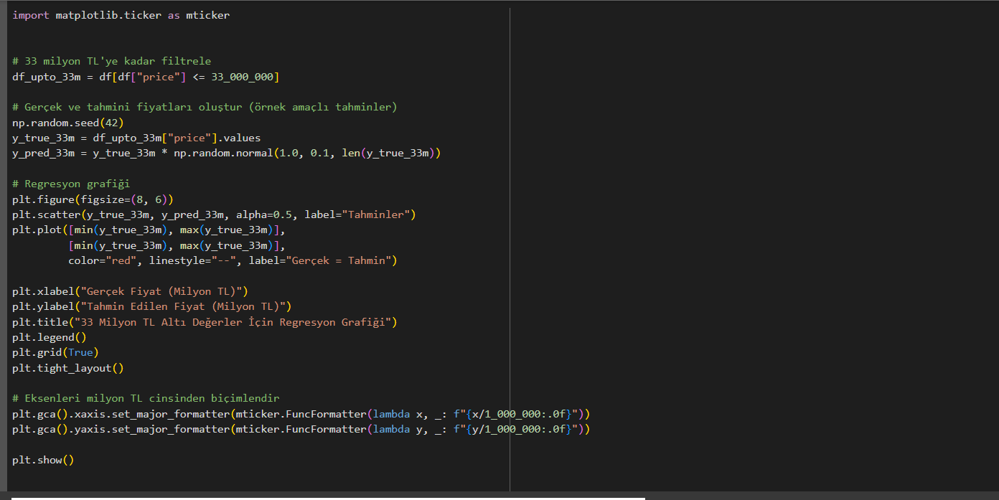 import matplotlib.ticker as mticker
# 33 milyon TL'ye kadar filtrele
df_upto_33m = df[df["price"] <= 33_000_000]
# Gerçek ve tahmini fiyatları oluştur (örnek amaçlı tahminler)
np.random.seed(42)
y_true_33m = df_upto_33m["price"].values
y_pred_33m = y_true_33m * np.random.normal(1.0, 0.1, len(y_true_33m))
# Regresyon grafiği
plt.figure(figsize=(8, 6))
plt.scatter(y_true_33m, y_pred_33m, alpha=0.5, label="Tahminler")
plt.plot([min(y_true_33m), max(y_true_33m)],
         [min(y_true_33m), max(y_true_33m)],
         color="red", linestyle="--", label="Gerçek = Tahmin")
plt.xlabel("Gerçek Fiyat (Milyon TL)")
plt.ylabel("Tahmin Edilen Fiyat (Milyon TL)")
plt.title("33 Milyon TL Altı Değerler İçin Regresyon Grafiği")
plt.legend()
plt.grid(True)
plt.tight_layout()
# Eksenleri milyon TL cinsinden biçimlendir
plt.gca().xaxis.set_major_formatter(mticker.FuncFormatter(lambda x, _: f"{x/1_000_000:.0f}"))
plt.gca().yaxis.set_major_formatter(mticker.FuncFormatter(lambda y, _: f"{y/1_000_000:.0f}"))
plt.show()